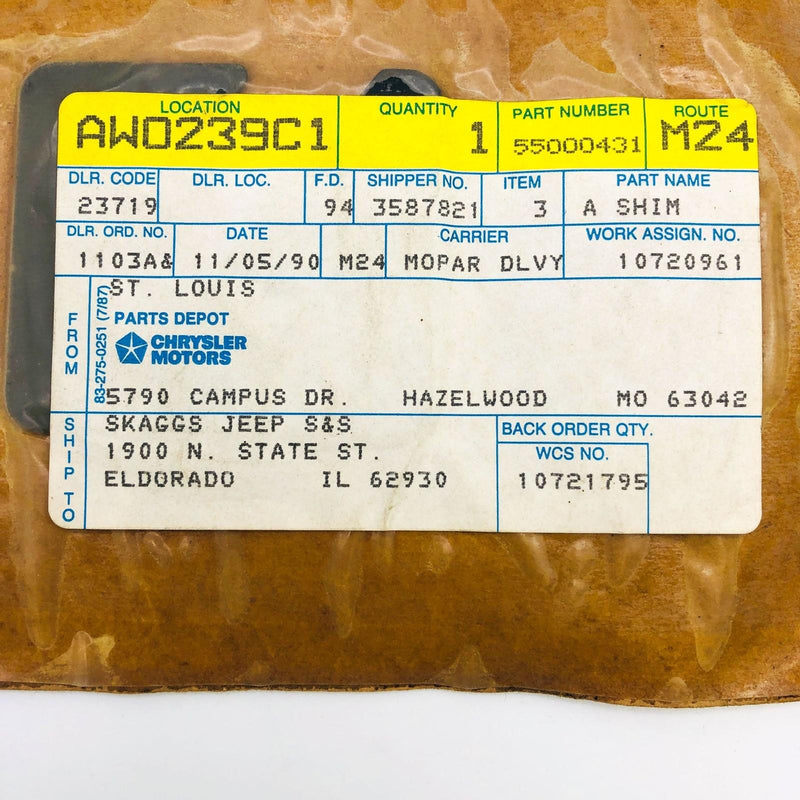 LOCATION QUANTITY PART NUMBER ROUTE
AW0239C1 1 55000431 M24
DLR. CODE DLR. LOC. F.D. SHIPPER NO. ITEM PART NAME
23719 94 3587821 3 A SHIM
DLR. ORD. NO. DATE CARRIER WORK ASSIGN. NO.
1103A& 11/05/90 M24 MOPAR DLVY 10720961
FROM
83-275-0251 (7/87)
ST. LOUIS
PARTS DEPOT
CHRYSLER
MOTORS
5790 CAMPUS DR. HAZELWOOD MO 63042
SHIP TO
SKAGGS JEEP S&S
1900 N. STATE ST.
ELDORADO IL 62930
BACK ORDER QTY.
WCS NO.
10721795